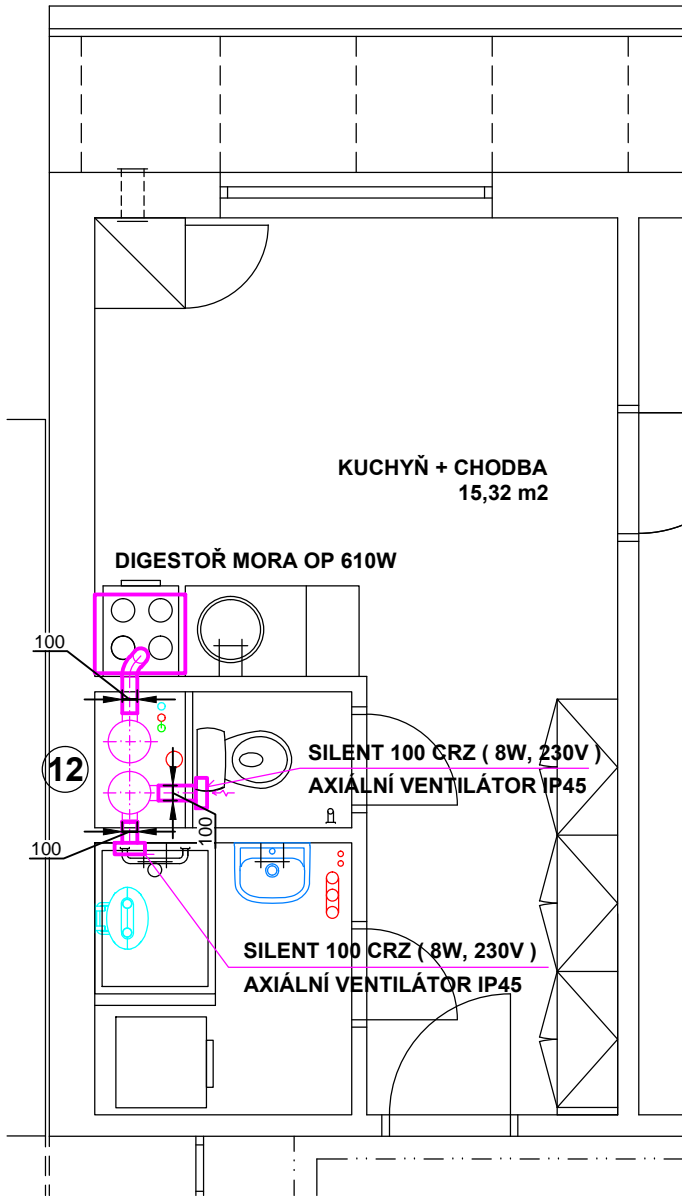 KUCHYŇ + CHODBA
15,32 m2
DIGESTOŘ MORA OP 610W
100
12
SILENT 100 CRZ ( 8W, 230V )
AXIÁLNÍ VENTILÁTOR IP45
100
100
SILENT 100 CRZ ( 8W, 230V )
AXIÁLNÍ VENTILÁTOR IP45